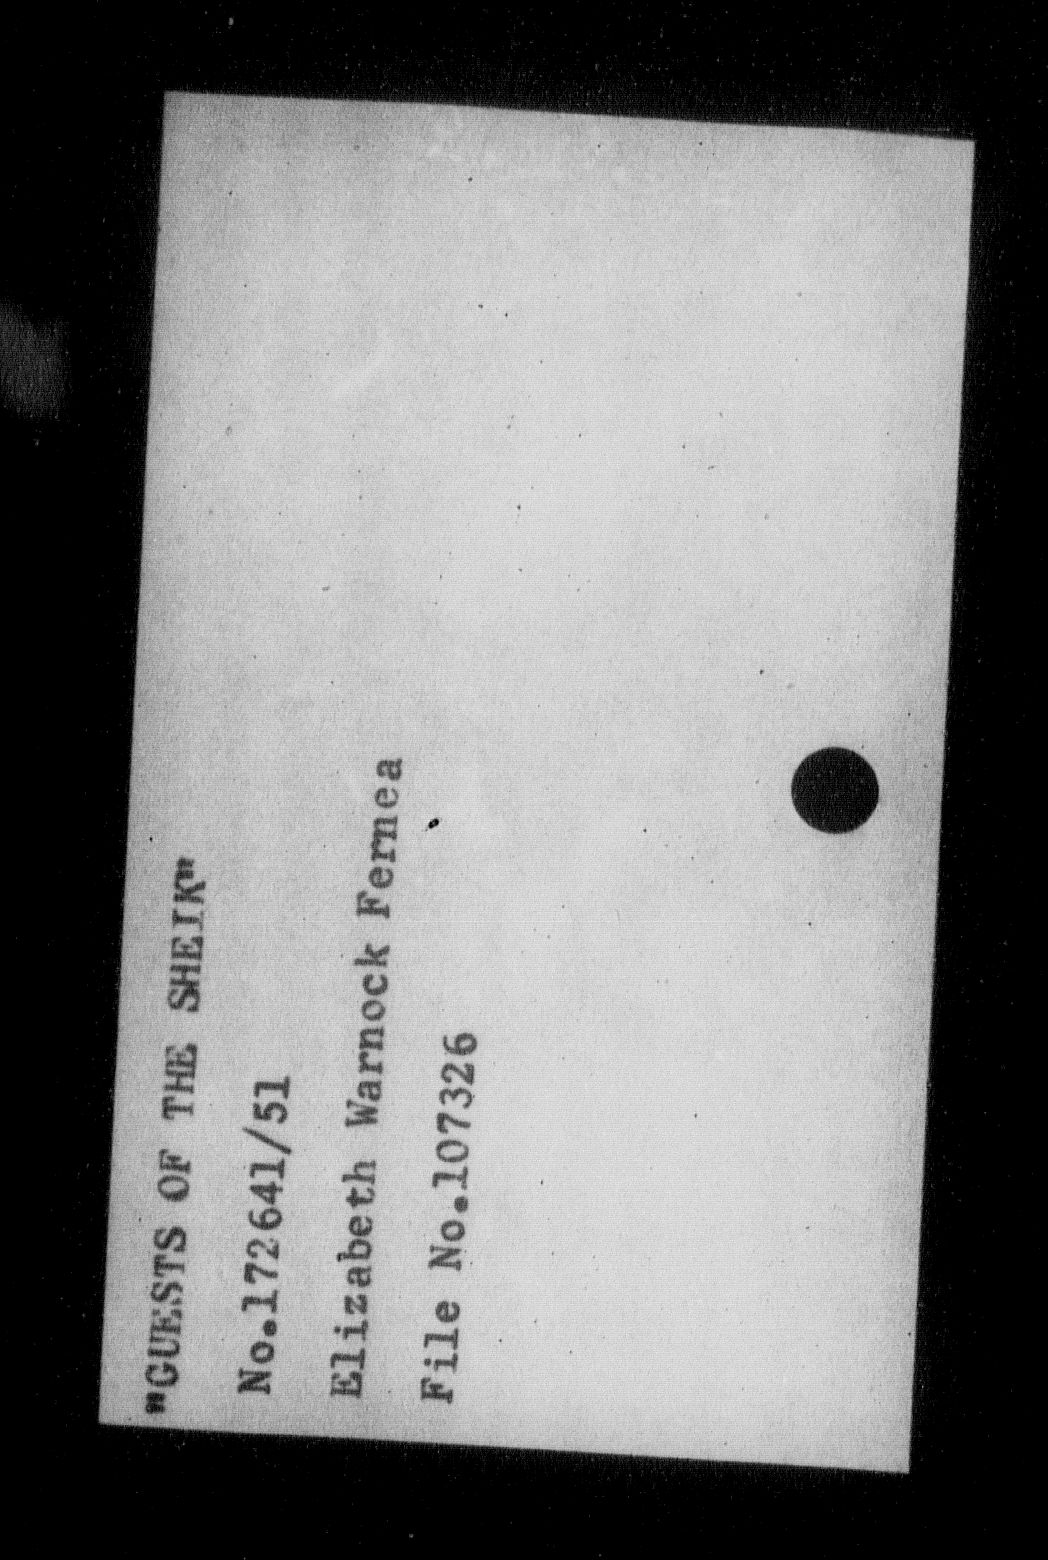 "GUESTS OF THE SHEIK"
No.172641/51
Elizabeth Warnock Fernea
File No.107326